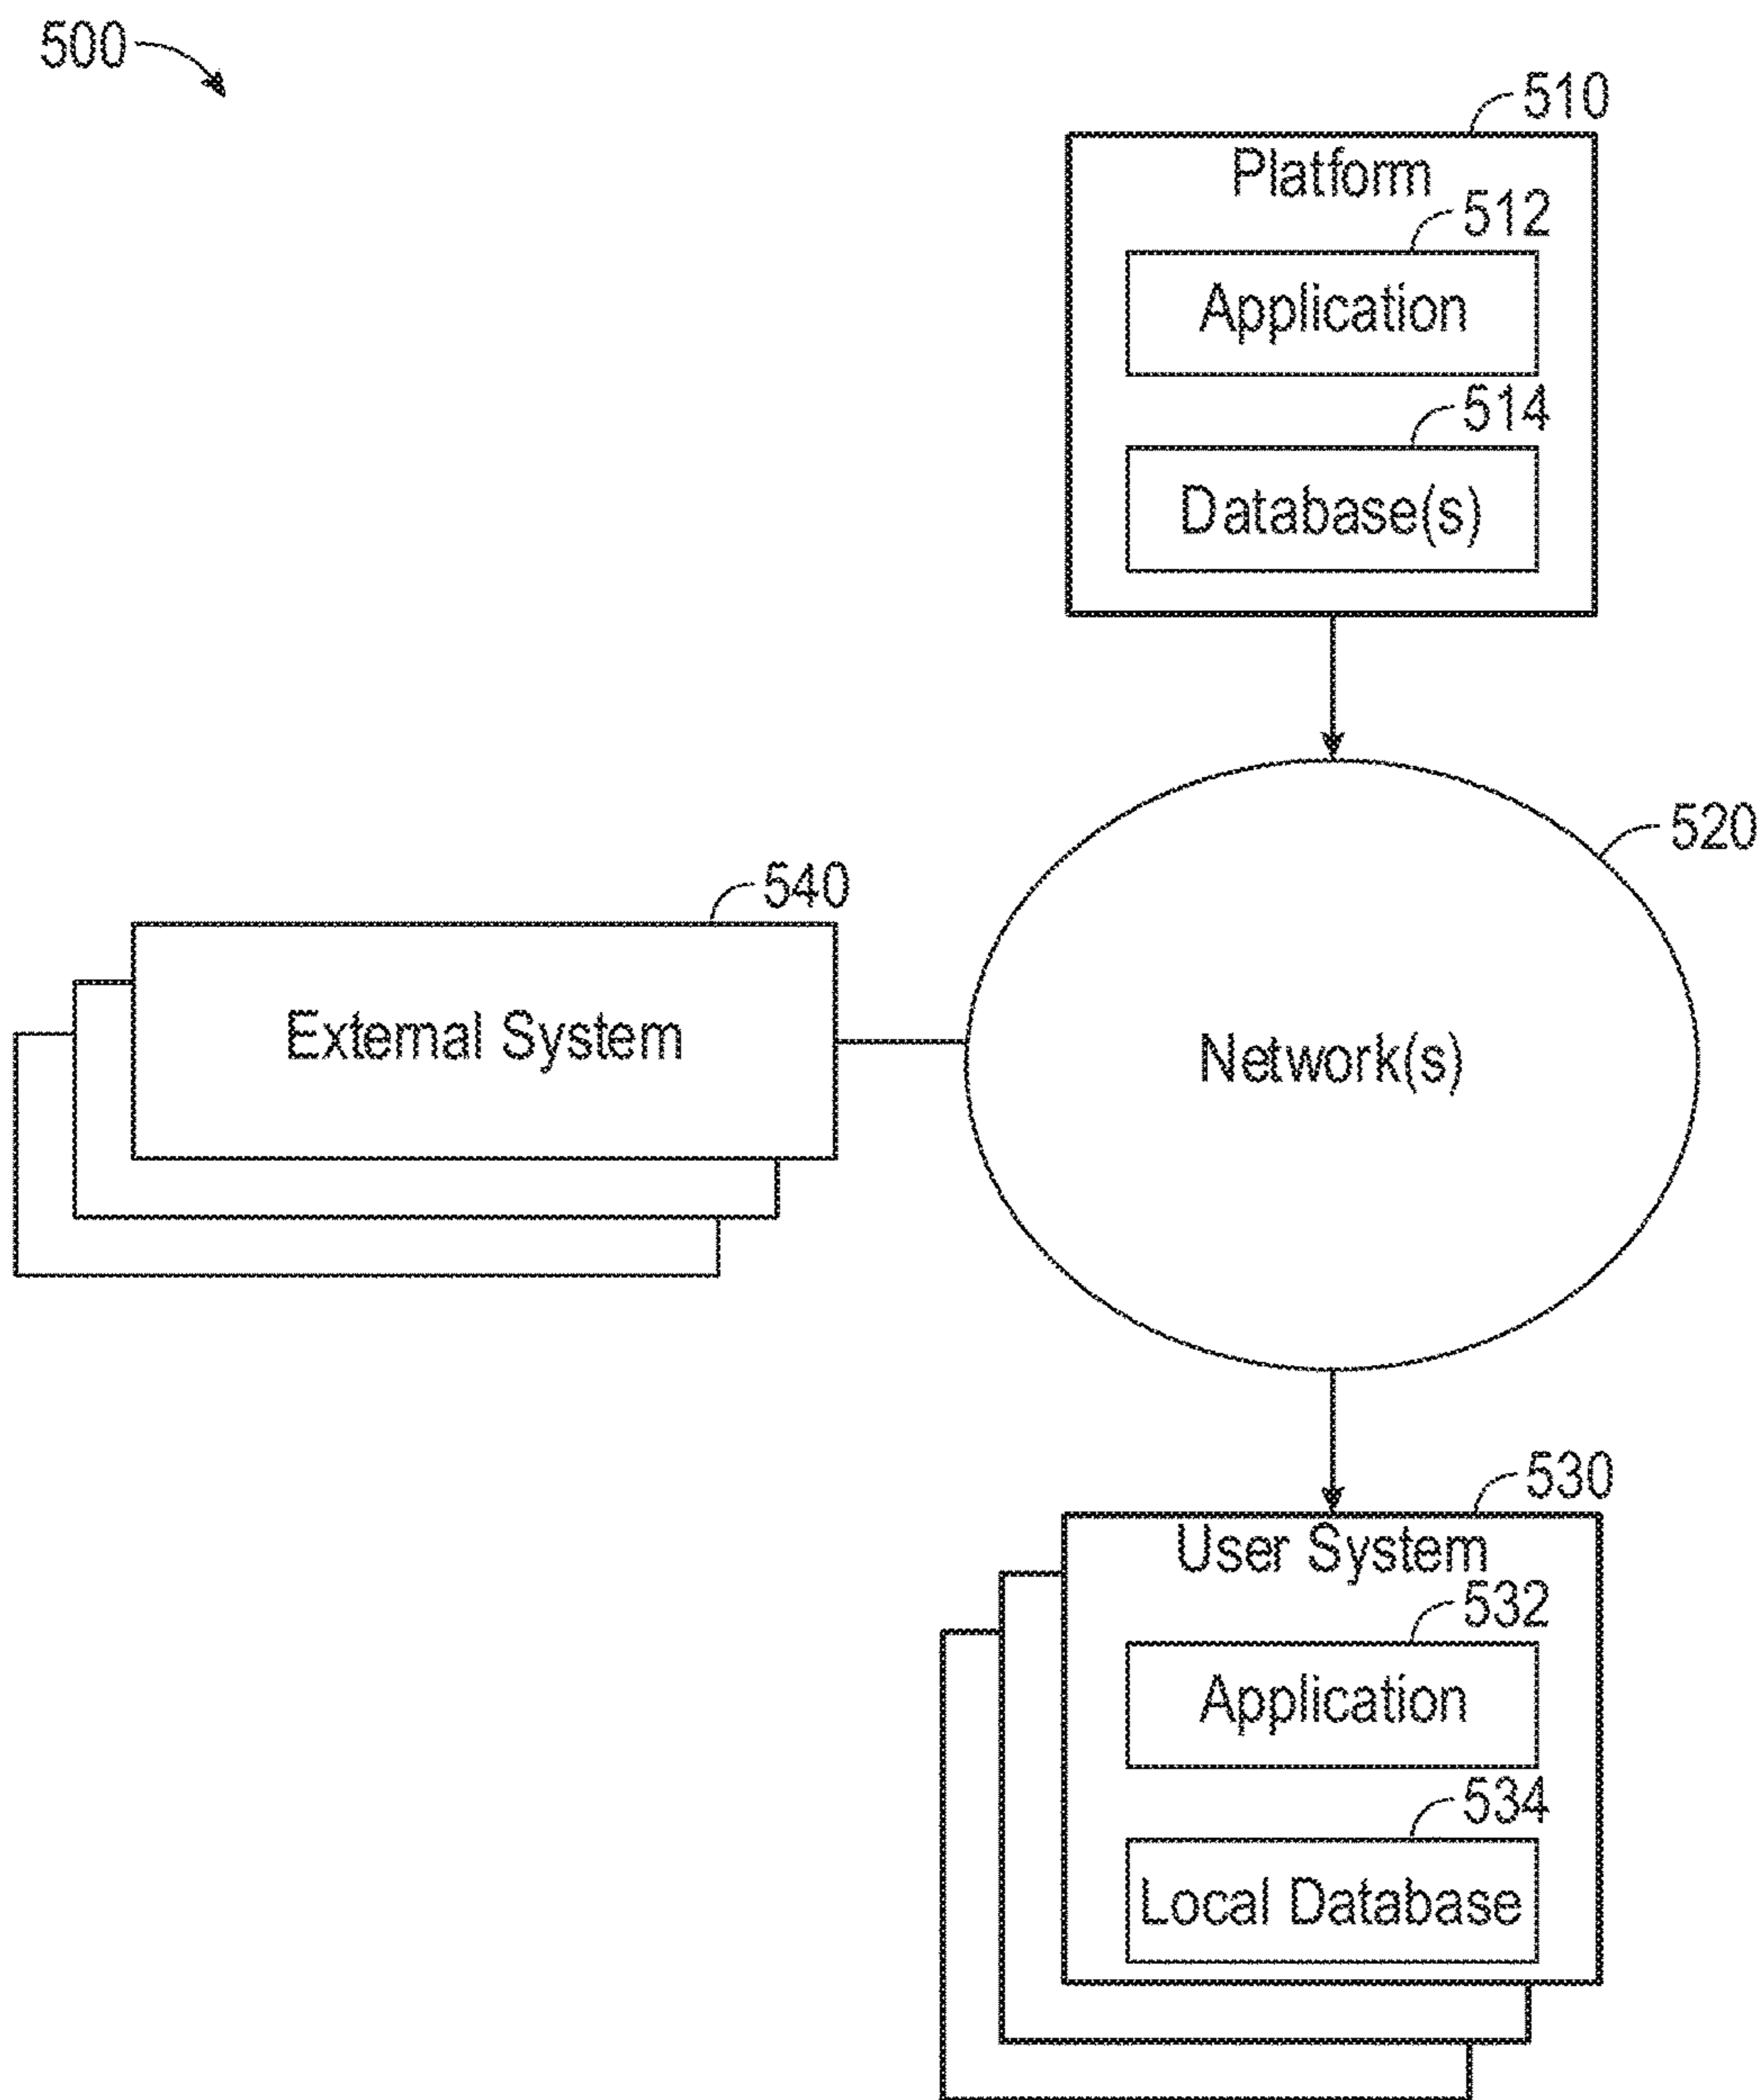 500
510
Platform
512
Application
514
Database(s)
520
540
External System
Network(s)
530
User System
532
Application
534
Local Database